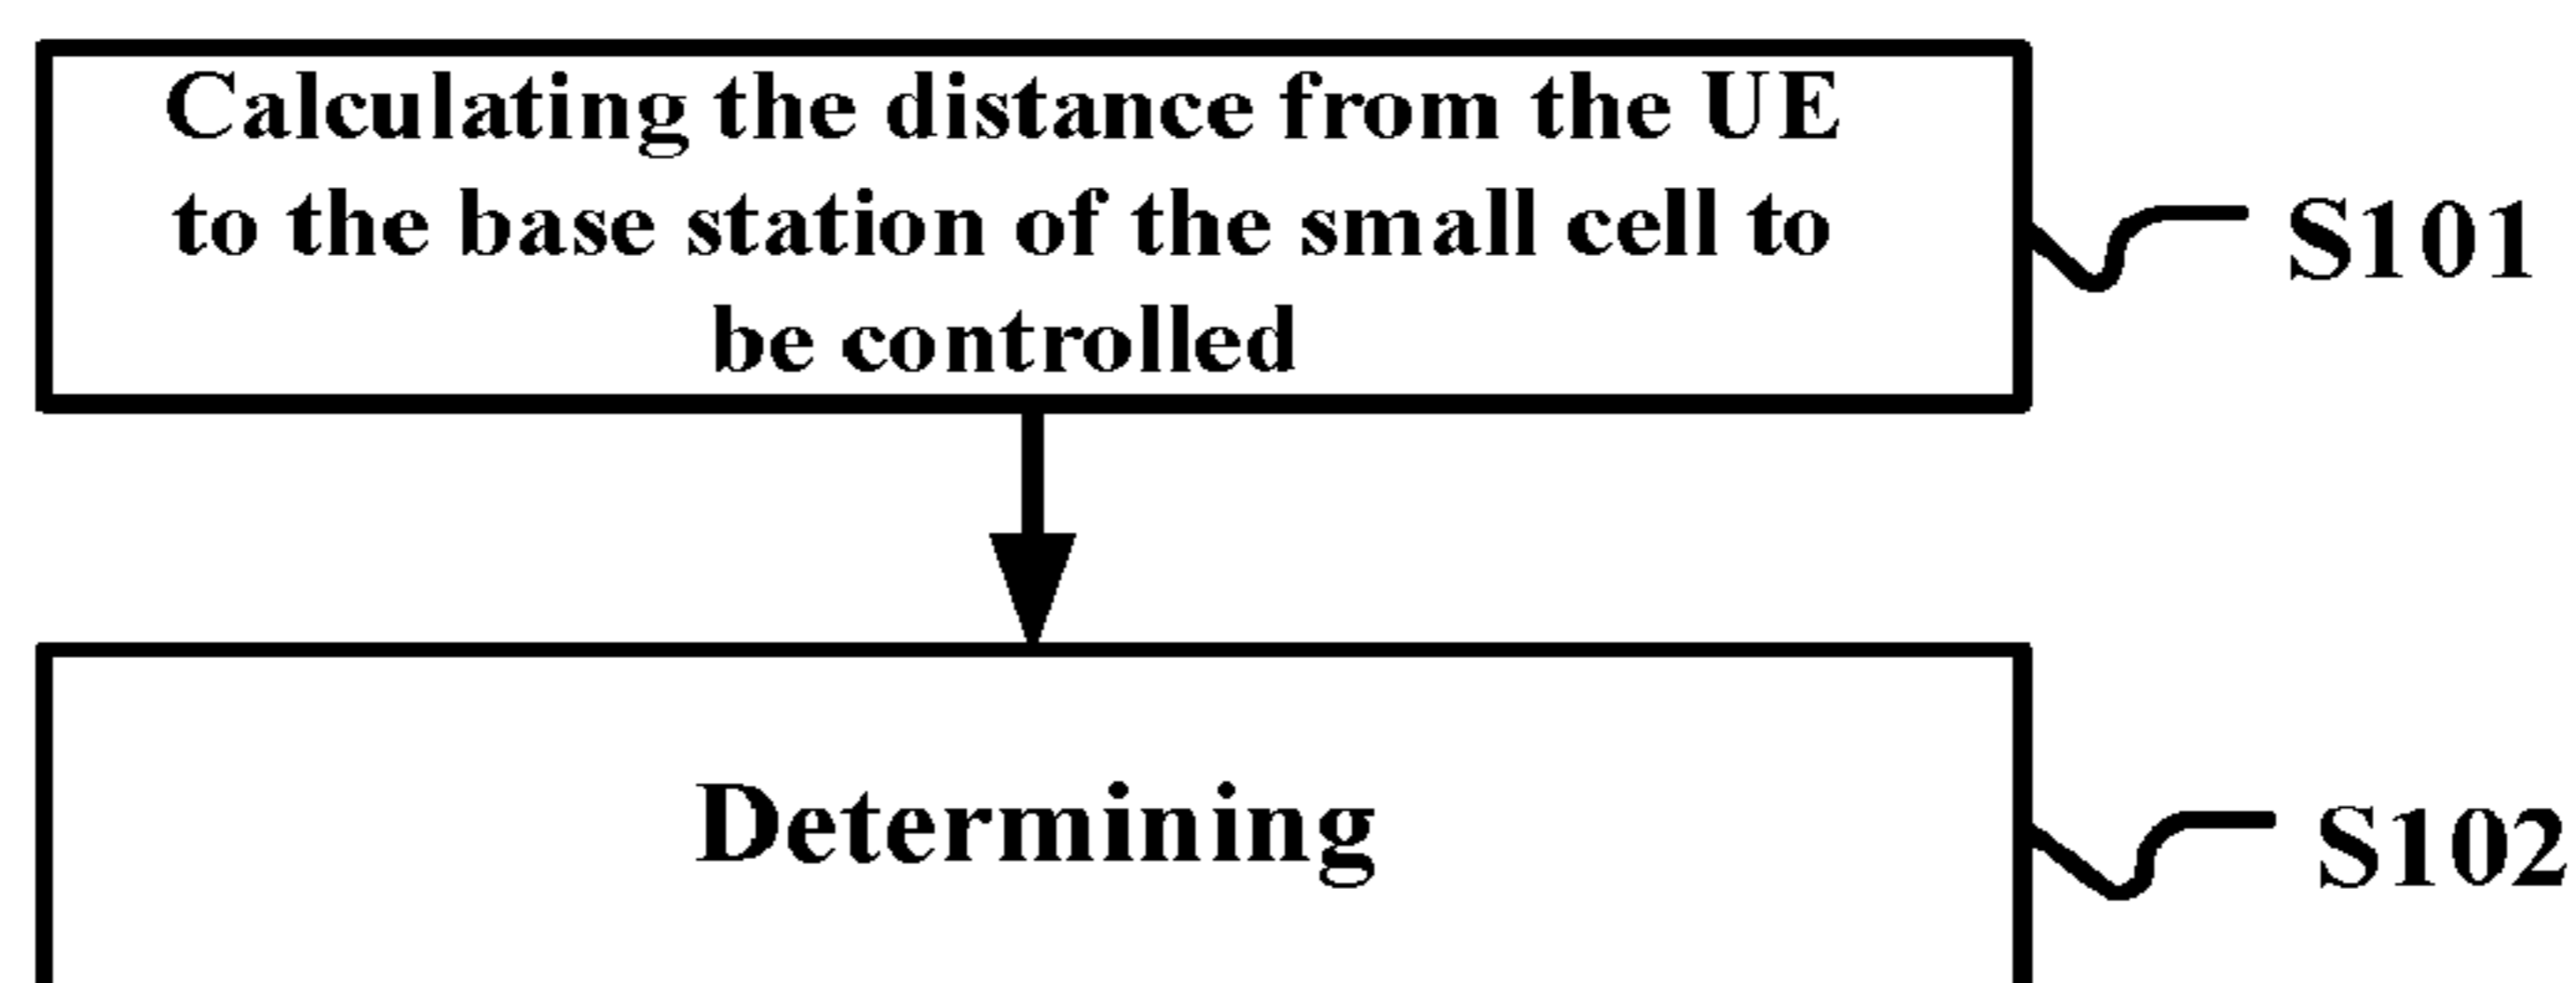 Calculating the distance from the UE
to the base station of the small cell to
be controlled
S101
Determining
S102